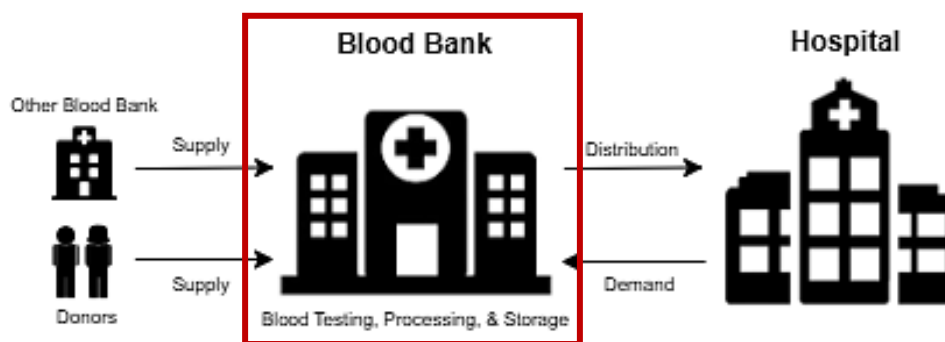 Blood Bank
Hospital
Other Blood Bank
Supply
Distribution
Supply
Demand
Donors
Blood Testing, Processing, & Storage